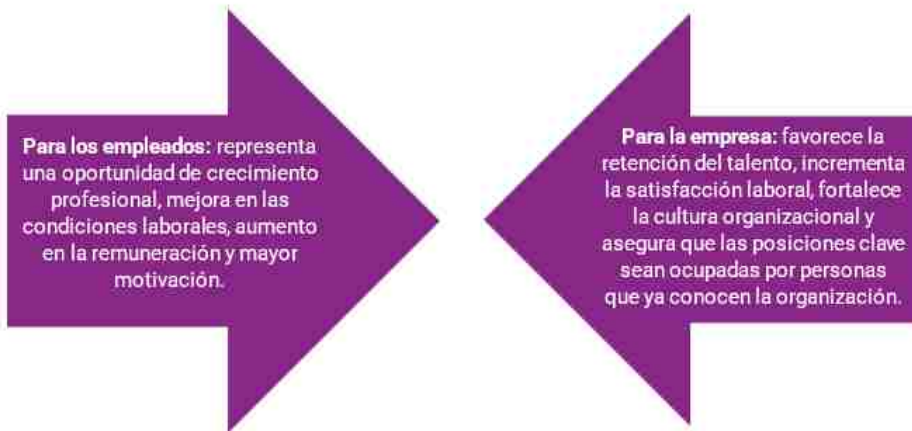 Para los empleados: representa
una oportunidad de crecimiento
profesional, mejora en las
condiciones laborales, aumento
en la remuneración y mayor
motivación.
Para la empresa: favorece la
retención del talento, incrementa
la satisfacción laboral, fortalece
la cultura organizacional y
asegura que las posiciones clave
sean ocupadas por personas
que ya conocen la organización.